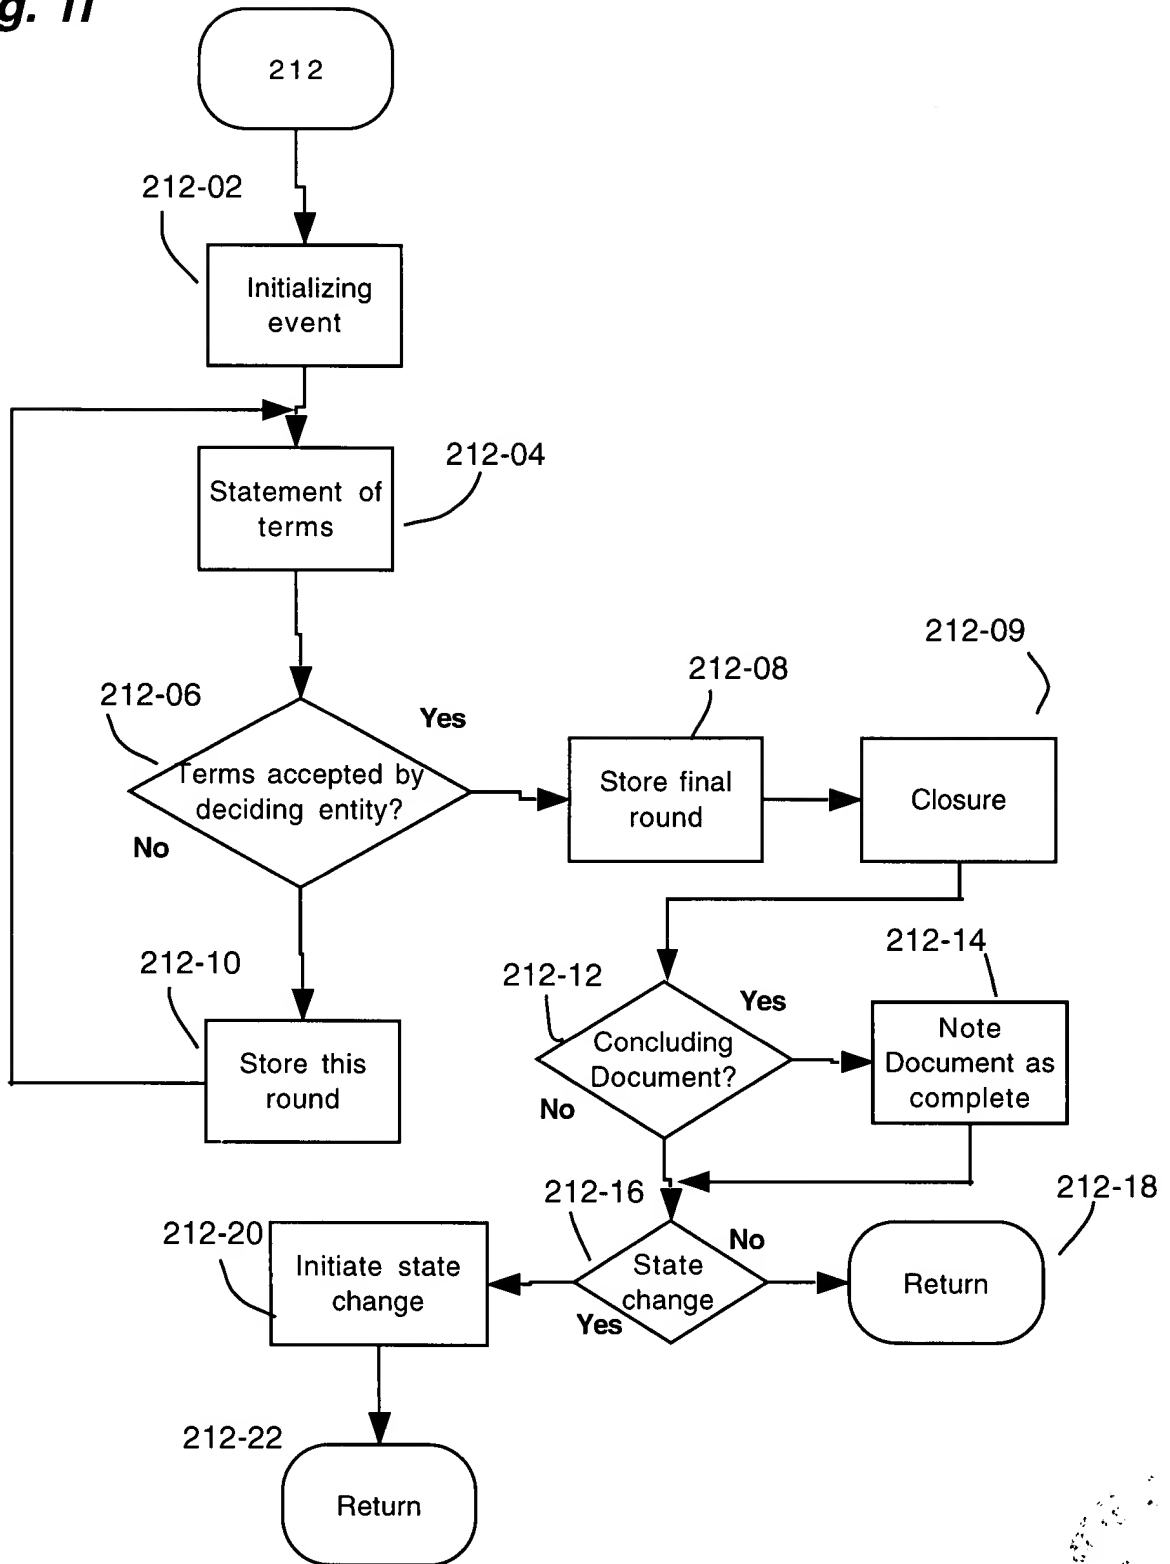 g. 11
212
212-02
Initializing
event
212-04
Statement of
terms
212-09
212-08
212-06
Yes
Terms accepted by
deciding entity?
Store final
round
Closure
No
212-14
212-10
212-12
Yes
Note
Document as
complete
Concluding
Document?
Store this
round
No
212-16
212-18
212-20
No
Initiate state
change
State
change
Return
Yes
212-22
Return